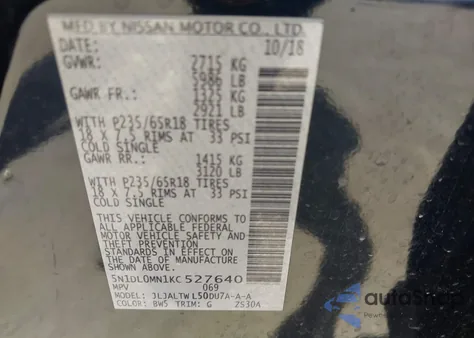 MFD BY NISSAN MOTOR CO., LTD.
DATE: 10/18
GVWR: 2715 KG
5986 LB
GAWR FR: 1325 KG
2921 LB
WITH P235/65R18 TIRES
18 X 7.5 RIMS AT 33 PSI
COLD SINGLE
GAWR RR: 1415 KG
3120 LB
WITH P235/65R18 TIRES
18 X 7.5 RIMS AT 33 PSI
COLD SINGLE
THIS VEHICLE CONFORMS TO
ALL APPLICABLE FEDERAL
MOTOR VEHICLE SAFETY
STANDARDS IN EFFECT ON THE
DATE OF MANUFACTURE SHOWN
ABOVE.
5N1DL0MN1KC527640
MPV 069
MODEL: JLJALTWL50DU7A-A-A
COLOR: BW5 TRIM: G 2S30A